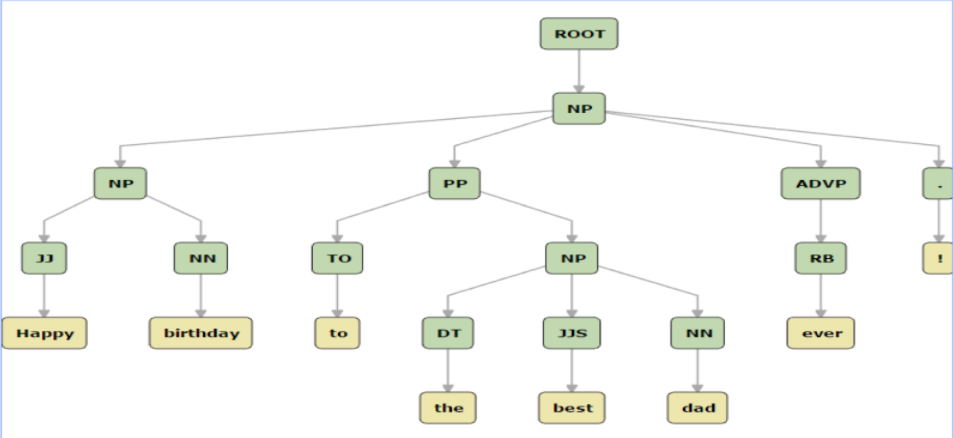 ROOT
NP
NP PP ADVP .
JJ NN TO NP RB !
Happy birthday to DT JJS NN ever
the best dad